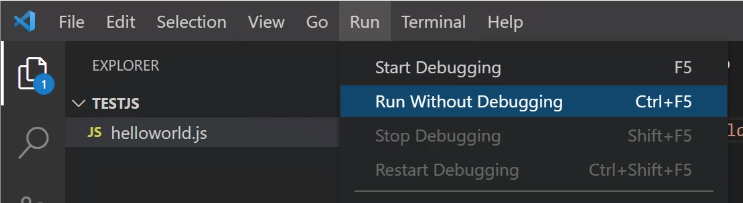 File Edit Selection View Go Run Terminal Help
EXPLORER
Start Debugging F5
TESTJS
Run Without Debugging Ctrl+F5
JS helloworld.js
Stop Debugging Shift+F5
Restart Debugging Ctrl+Shift+F5
1